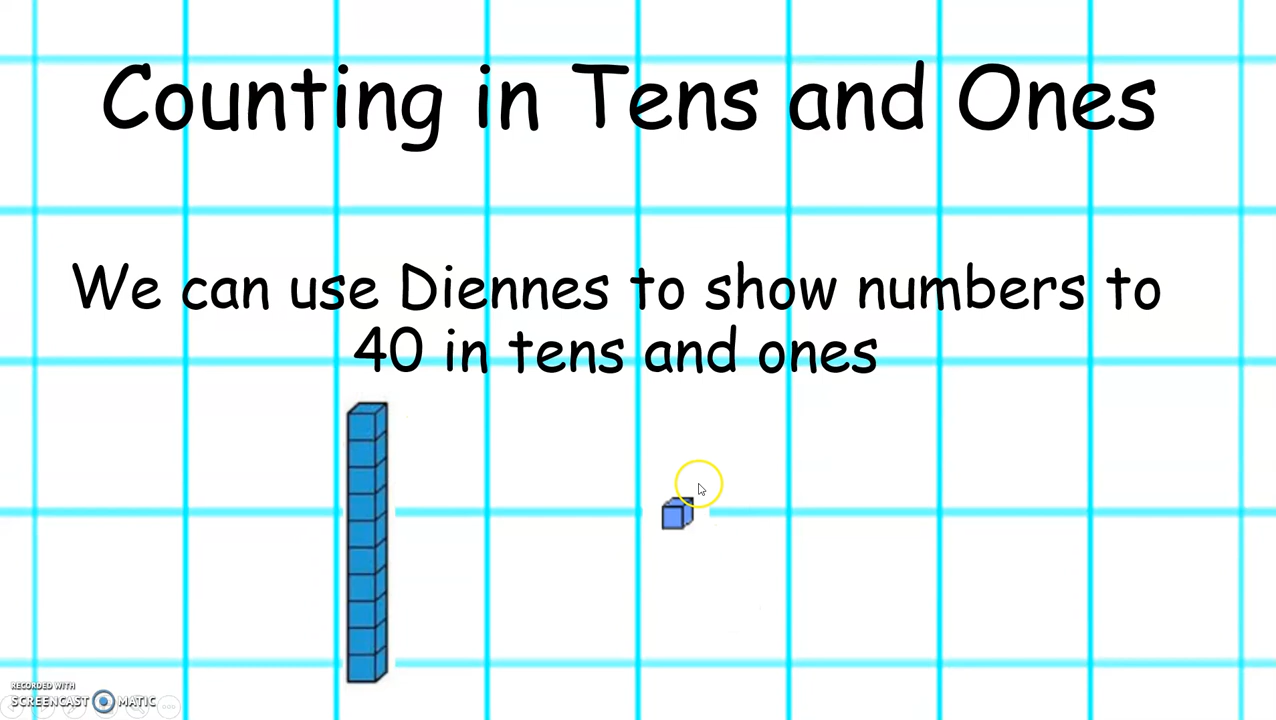 Counting in Tens and Ones
We can use Diennes to show numbers to
40 in tens and ones
RECORDED WITH
SCREENCAST MATIC